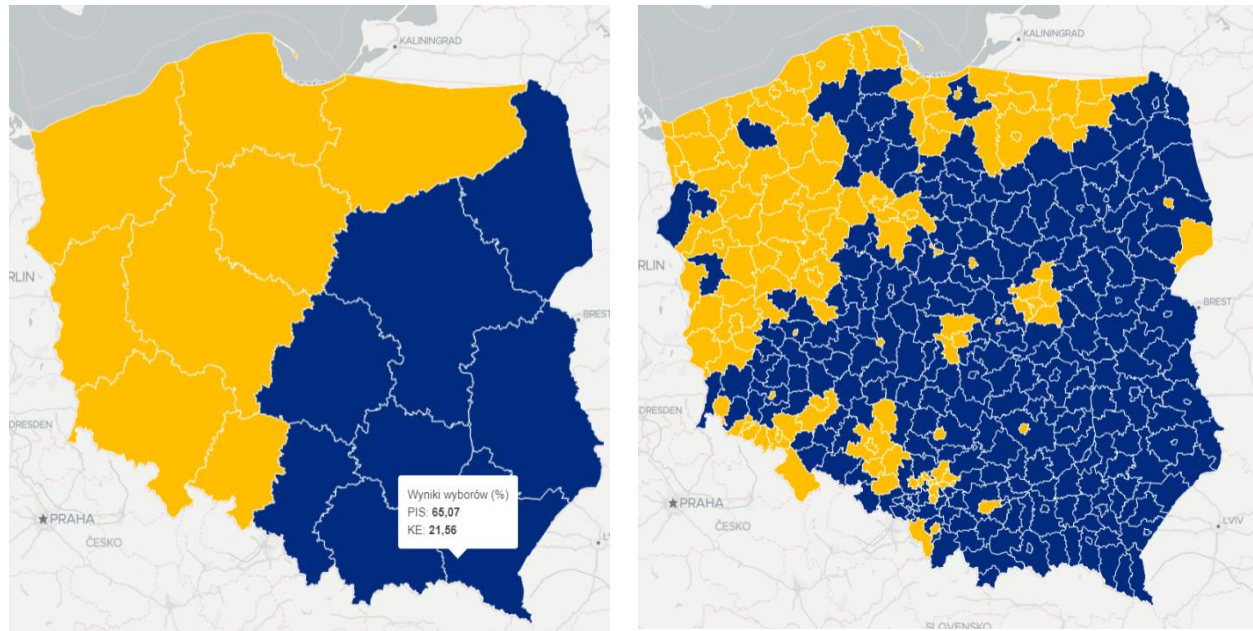 KALININGRAD
RLIN
BREST
DRESDEN
Wyniki wyborów (%)
PIS: 65,07
KE: 21,56
PRAHA
ČESKO
KALININGRAD
RLIN
BREST
DRESDEN
PRAHA
ČESKO
LVIV
SLOVENSKO